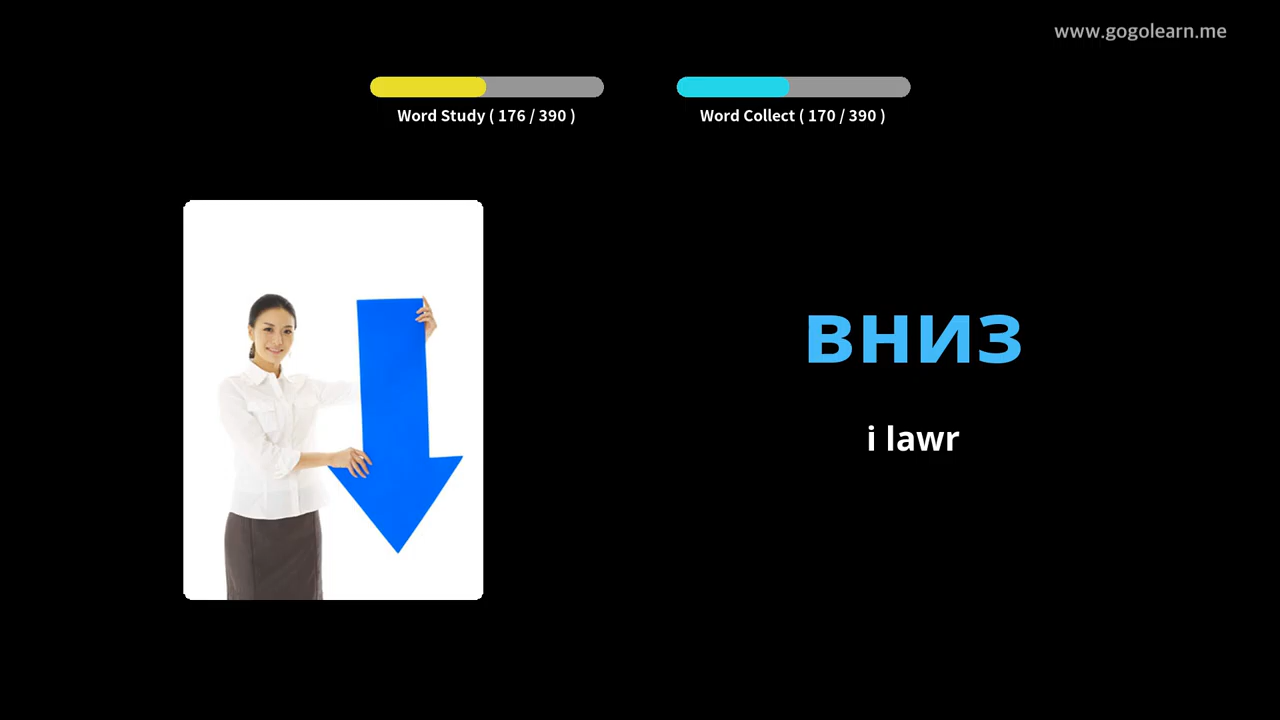 www.gogolearn.me
Word Study ( 176 / 390 )
Word Collect ( 170 / 390 )
вниз
i lawr